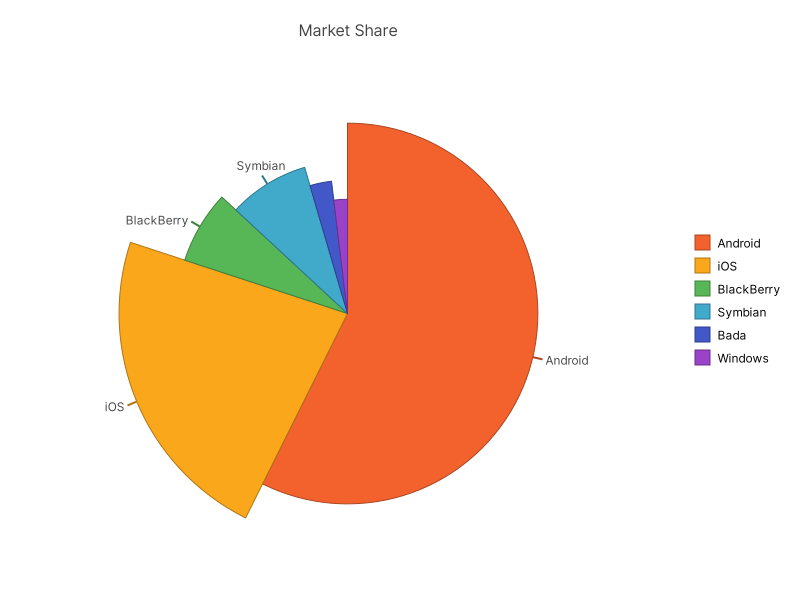 Market Share
Symbian
BlackBerry
iOS
Android
Android
iOS
BlackBerry
Symbian
Bada
Windows